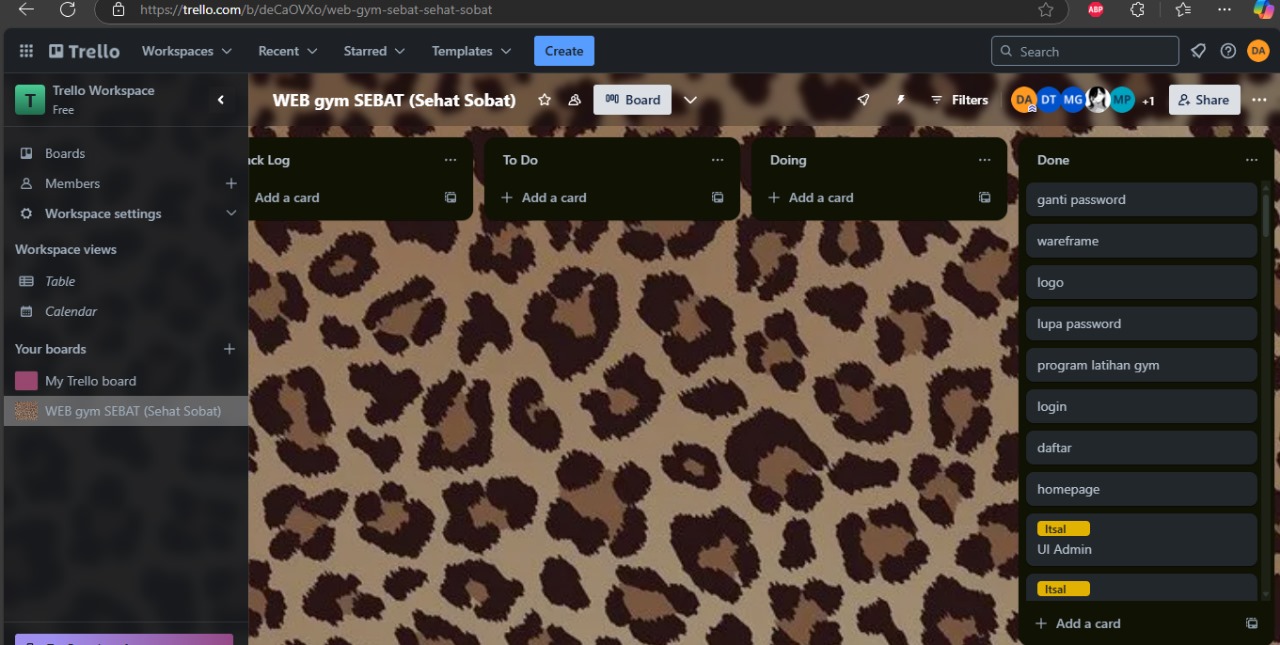 https://trello.com/b/deCaOVXo/web-gym-sebat-sehat-sobat
ABP
Trello
Workspaces
Recent
Starred
Templates
Create
Search
DA
T
Trello Workspace
Free
WEB gym SEBAT (Sehat Sobat)
Board
Filters
DA
DT
MG
MP
+1
Share
Boards
Members
Workspace settings
Workspace views
Table
Calendar
Your boards
My Trello board
WEB gym SEBAT (Sehat Sobat)
ck Log
Add a card
To Do
Add a card
Doing
Add a card
Done
ganti password
wareframe
logo
lupa password
program latihan gym
login
daftar
homepage
Itsal
UI Admin
Itsal
Add a card